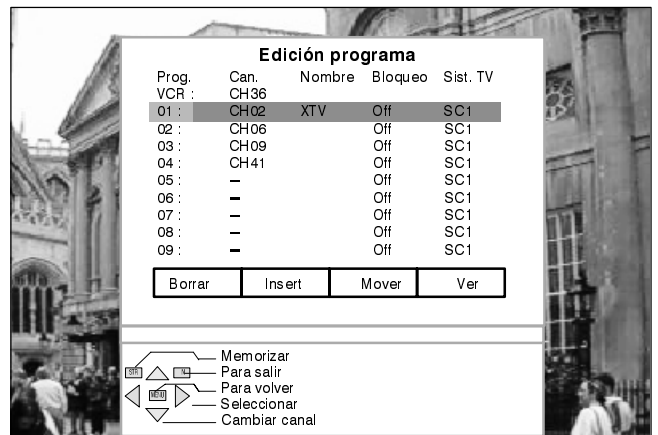 Edición programa
Prog. Can. Nombre Bloqueo Sist. TV
VCR : CH36
01 : CH02 XTV Off SC1
02 : CH06 Off SC1
03 : CH09 Off SC1
04 : CH41 Off SC1
05 : – Off SC1
06 : – Off SC1
07 : – Off SC1
08 : – Off SC1
09 : – Off SC1
Borrar Insert Mover Ver
Memorizar
STR N Para salir
MENU Para volver
Seleccionar
Cambiar canal